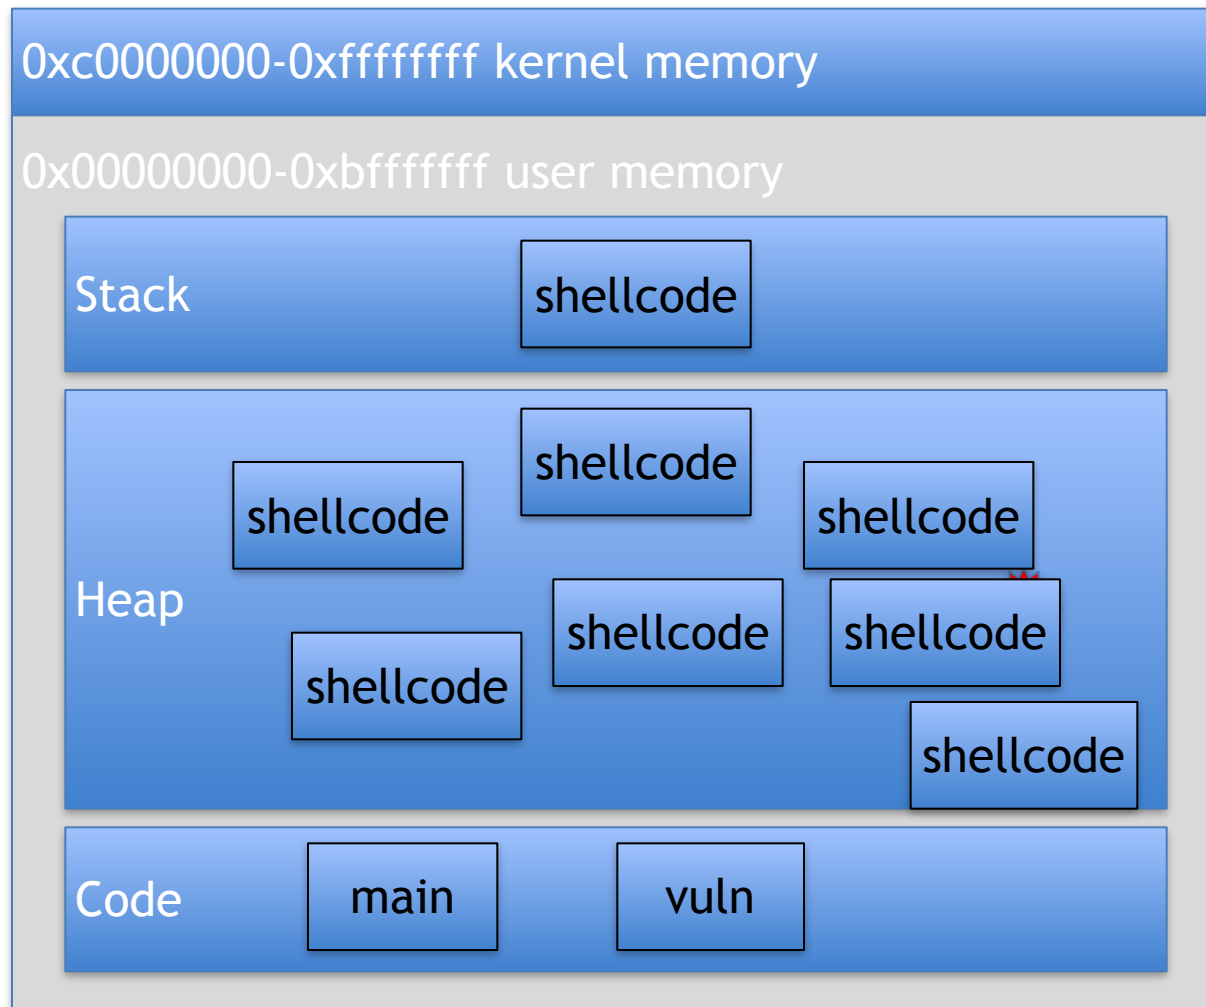 0xc0000000-0xffffffff kernel memory
0x00000000-0xbfffffff user memory
Stack
shellcode
Heap
shellcode
shellcode
shellcode
shellcode
shellcode
shellcode
shellcode
Code
main
vuln